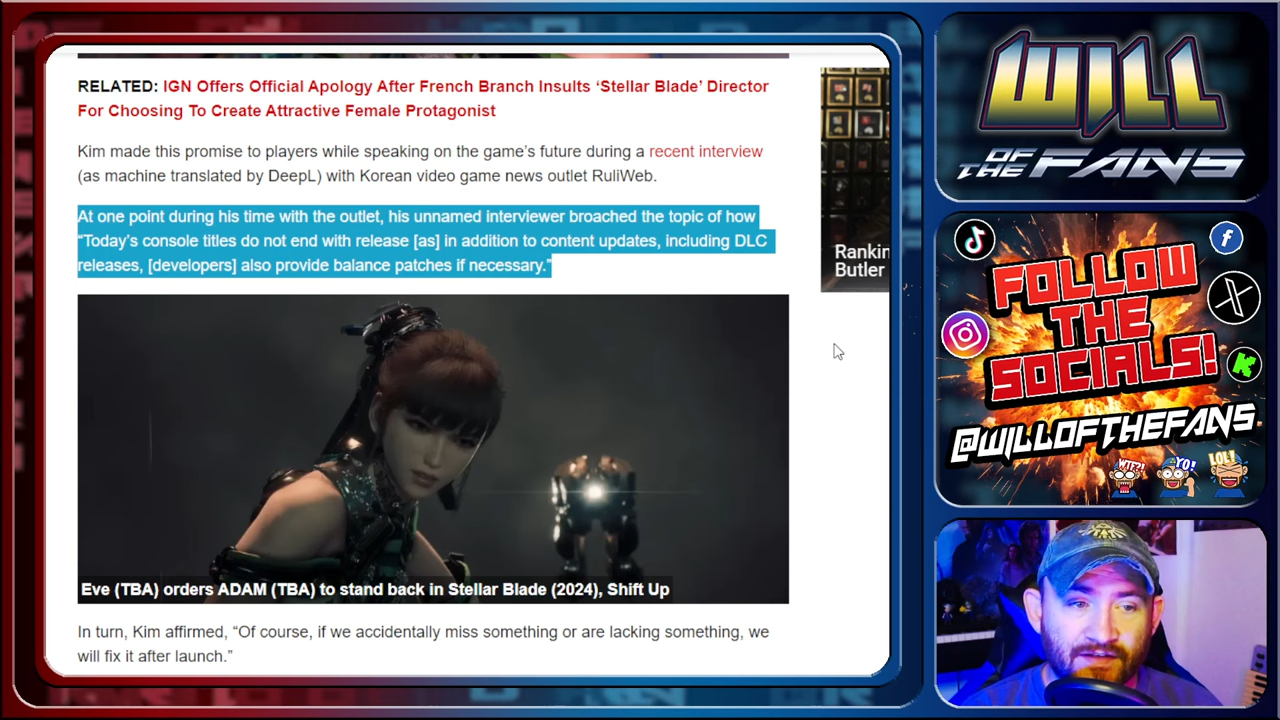 RELATED: IGN Offers Official Apology After French Branch Insults ‘Stellar Blade’ Director
For Choosing To Create Attractive Female Protagonist
Kim made this promise to players while speaking on the game’s future during a recent interview
(as machine translated by DeepL) with Korean video game news outlet RuliWeb.
At one point during his time with the outlet, his unnamed interviewer broached the topic of how
“Today’s console titles do not end with release [as] in addition to content updates, including DLC
releases, [developers] also provide balance patches if necessary.”
Eve (TBA) orders ADAM (TBA) to stand back in Stellar Blade (2024), Shift Up
In turn, Kim affirmed, “Of course, if we accidentally miss something or are lacking something, we
will fix it after launch.”
Butler
WILL
OF THE FANS
FOLLOW
THE
SOCIALS!
@WILLOFTHEFANS
WTF?!
YO!
LOL!